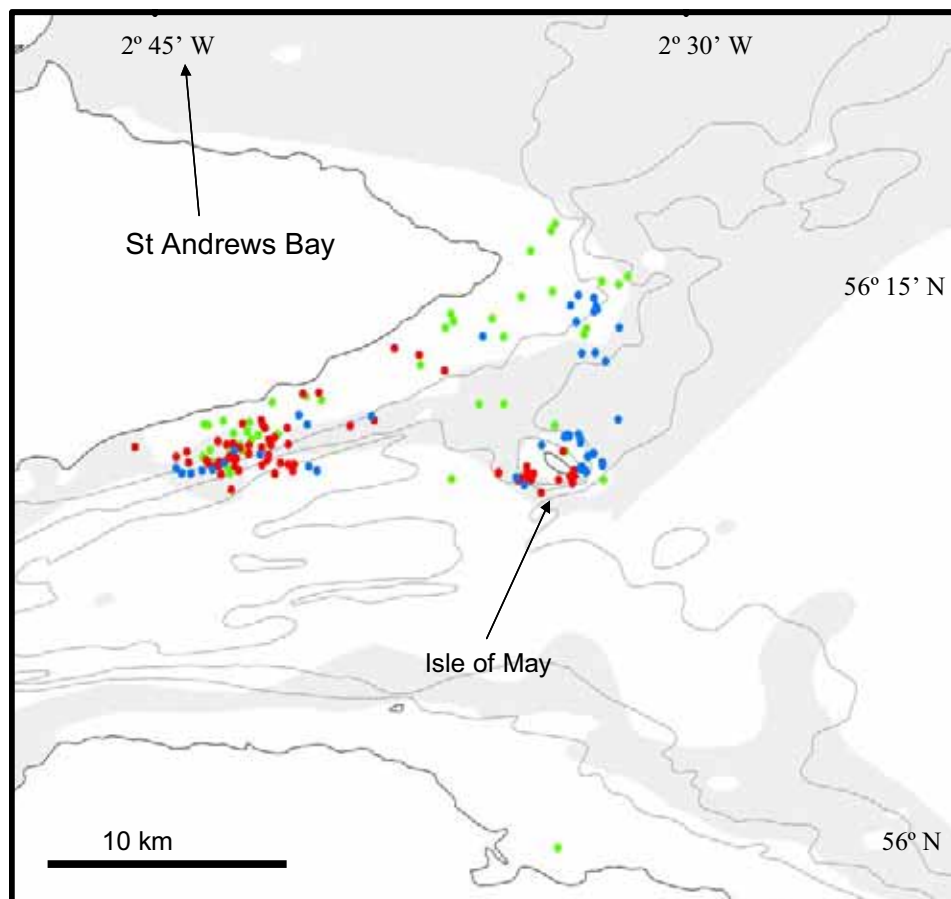 2º 45’ W
2º 30’ W
St Andrews Bay
56º 15’ N
Isle of May
10 km
56º N